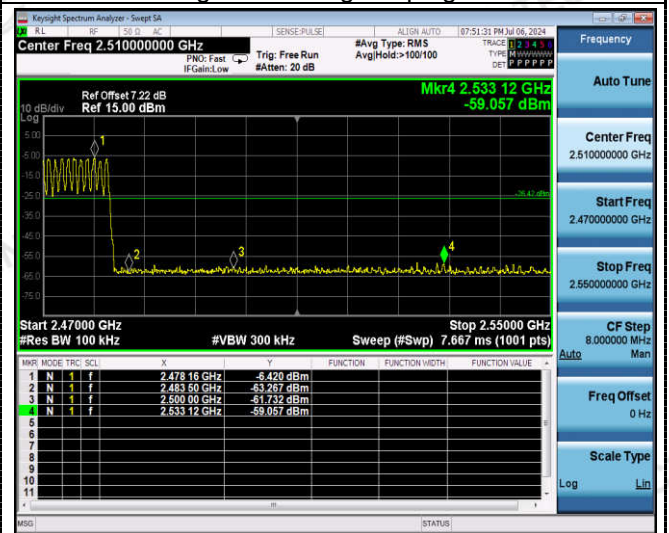 Keysight Spectrum Analyzer - Swept SA
RL RF 50 Ω AC SENSE:PULSE ALIGN AUTO 07:51:31 PM Jul 06, 2024
Center Freq 2.510000000 GHz
PNO: Fast
IFGain:Low
Trig: Free Run
#Atten: 20 dB
#Avg Type: RMS
Avg|Hold:>100/100
TRACE 1 2 3 4 5 6
TYPE M W W W W W
DET P P P P P P
Ref Offset 7.22 dB
10 dB/div Ref 15.00 dBm
Log
Mkr4 2.533 12 GHz
-59.057 dBm
5.00
-5.00
-15.0
-25.0
-35.0
-45.0
-55.0
-65.0
-75.0
1
2
3
4
-26.42 dBm
Start 2.47000 GHz Stop 2.55000 GHz
#Res BW 100 kHz #VBW 300 kHz Sweep (#Swp) 7.667 ms (1001 pts)
MKR MODE TRC SCL X Y FUNCTION FUNCTION WIDTH FUNCTION VALUE
1 N 1 f 2.478 16 GHz -6.420 dBm
2 N 1 f 2.483 50 GHz -63.267 dBm
3 N 1 f 2.500 00 GHz -61.732 dBm
4 N 1 f 2.533 12 GHz -59.057 dBm
5
6
7
8
9
10
11
MSG STATUS
Frequency
Auto Tune
Center Freq
2.510000000 GHz
Start Freq
2.470000000 GHz
Stop Freq
2.550000000 GHz
CF Step
8.000000 MHz
Auto Man
Freq Offset
0 Hz
Scale Type
Log Lin